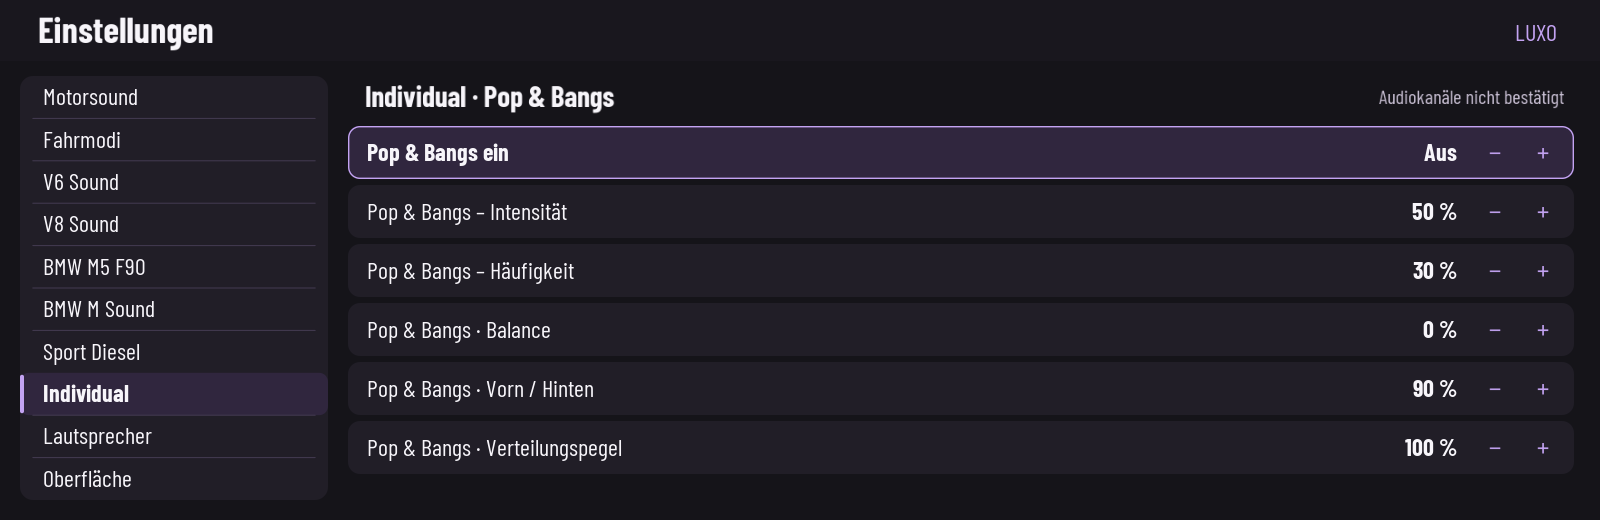 Einstellungen
LUXO
Motorsound
Fahrmodi
V6 Sound
V8 Sound
BMW M5 F90
BMW M Sound
Sport Diesel
Individual
Lautsprecher
Oberfläche
Individual · Pop & Bangs
Audiokanäle nicht bestätigt
Pop & Bangs ein Aus − +
Pop & Bangs – Intensität 50 % − +
Pop & Bangs – Häufigkeit 30 % − +
Pop & Bangs · Balance 0 % − +
Pop & Bangs · Vorn / Hinten 90 % − +
Pop & Bangs · Verteilungspegel 100 % − +